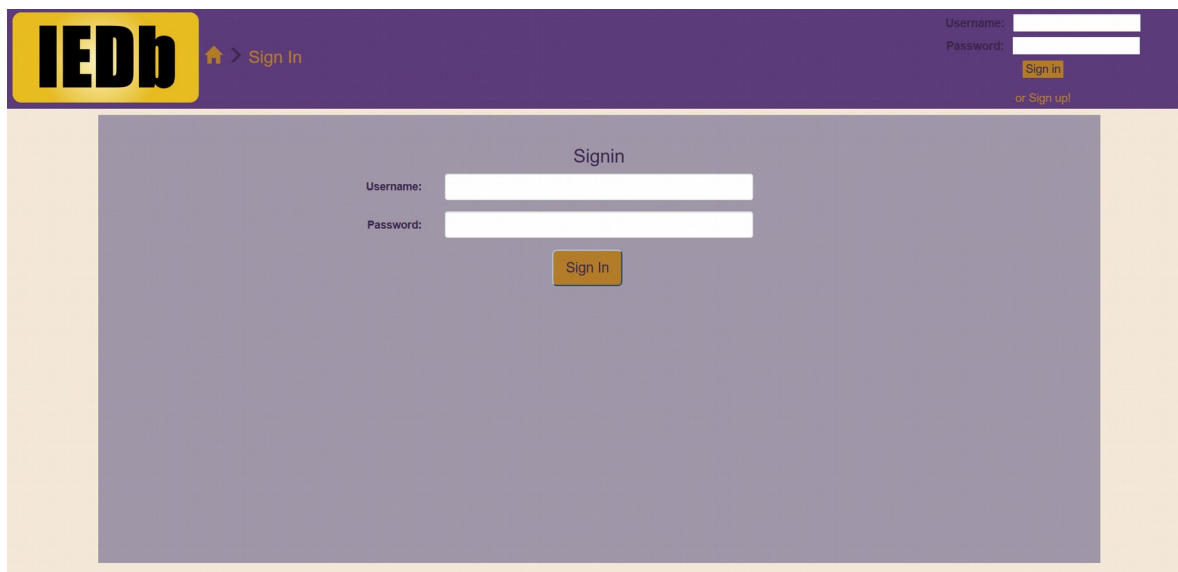 IEDb
Sign In
Username:
Password:
Sign in
or Sign up!
Signin
Username:
Password:
Sign In